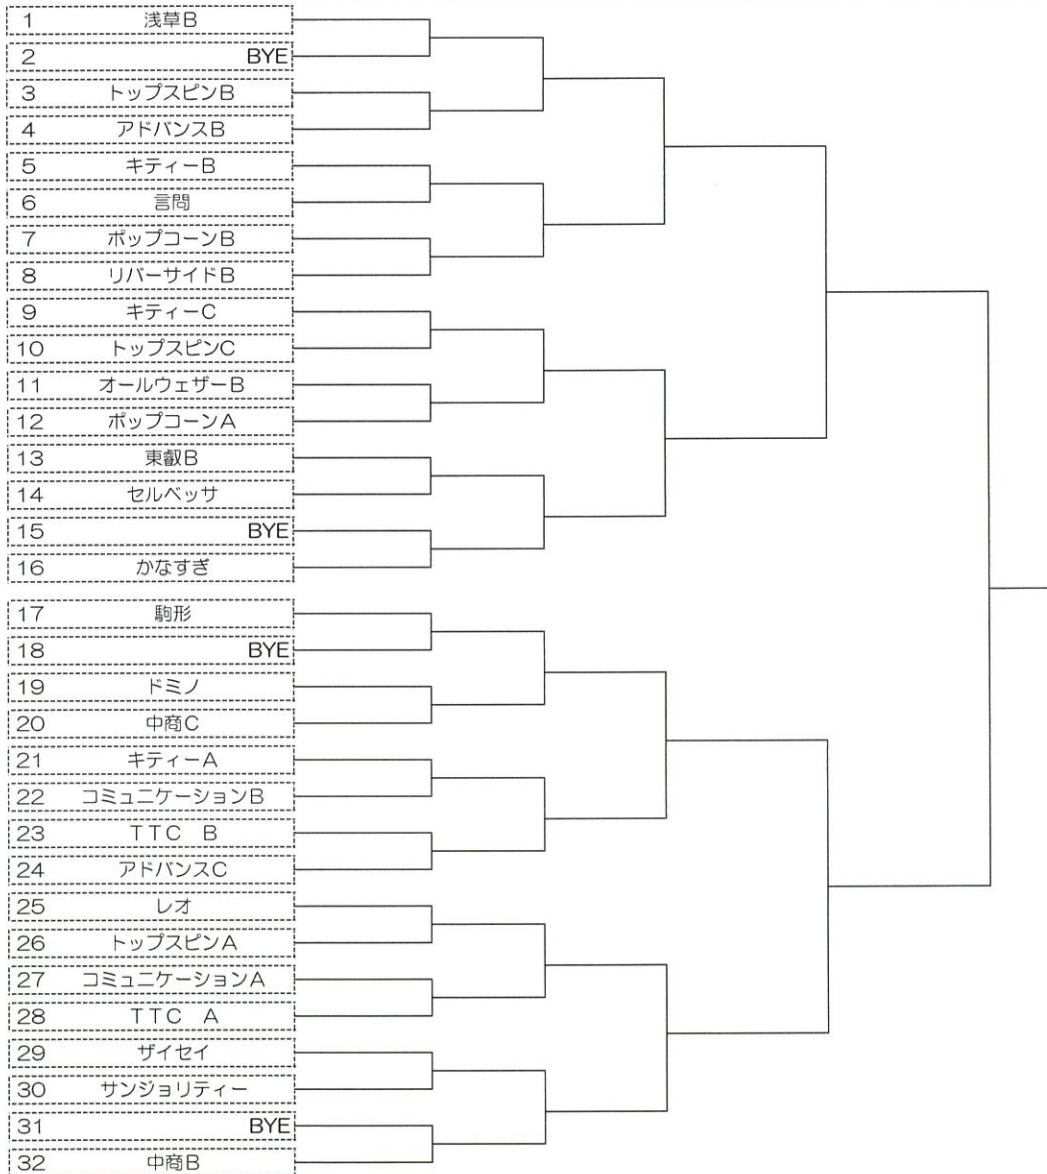 1 浅草B
2 BYE
3 トップスピンB
4 アドバンスB
5 キティーB
6 言問
7 ポップコーンB
8 リバーサイドB
9 キティーC
10 トップスピンC
11 オールウェザーB
12 ポップコーンA
13 東叡B
14 セルベッサ
15 BYE
16 かなすぎ
17 駒形
18 BYE
19 ドミノ
20 中商C
21 キティーA
22 コミュニケーションB
23 TTC B
24 アドバンスC
25 レオ
26 トップスピンA
27 コミュニケーションA
28 TTC A
29 ザイセイ
30 サンジョリティー
31 BYE
32 中商B